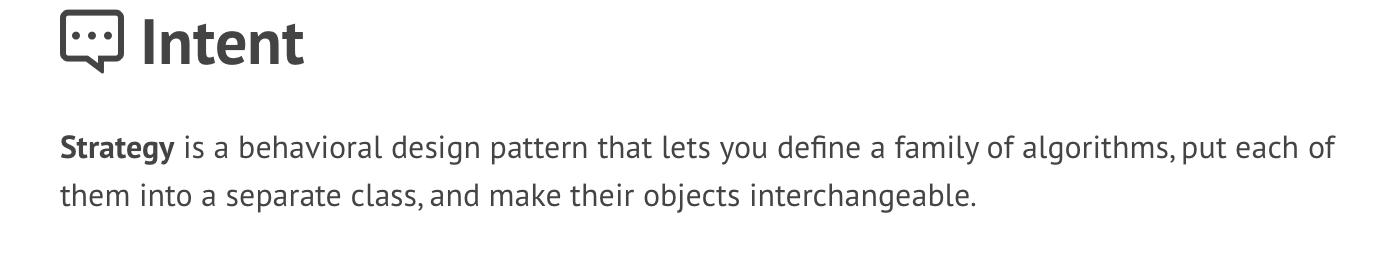 Intent
Strategy is a behavioral design pattern that lets you define a family of algorithms, put each of
them into a separate class, and make their objects interchangeable.